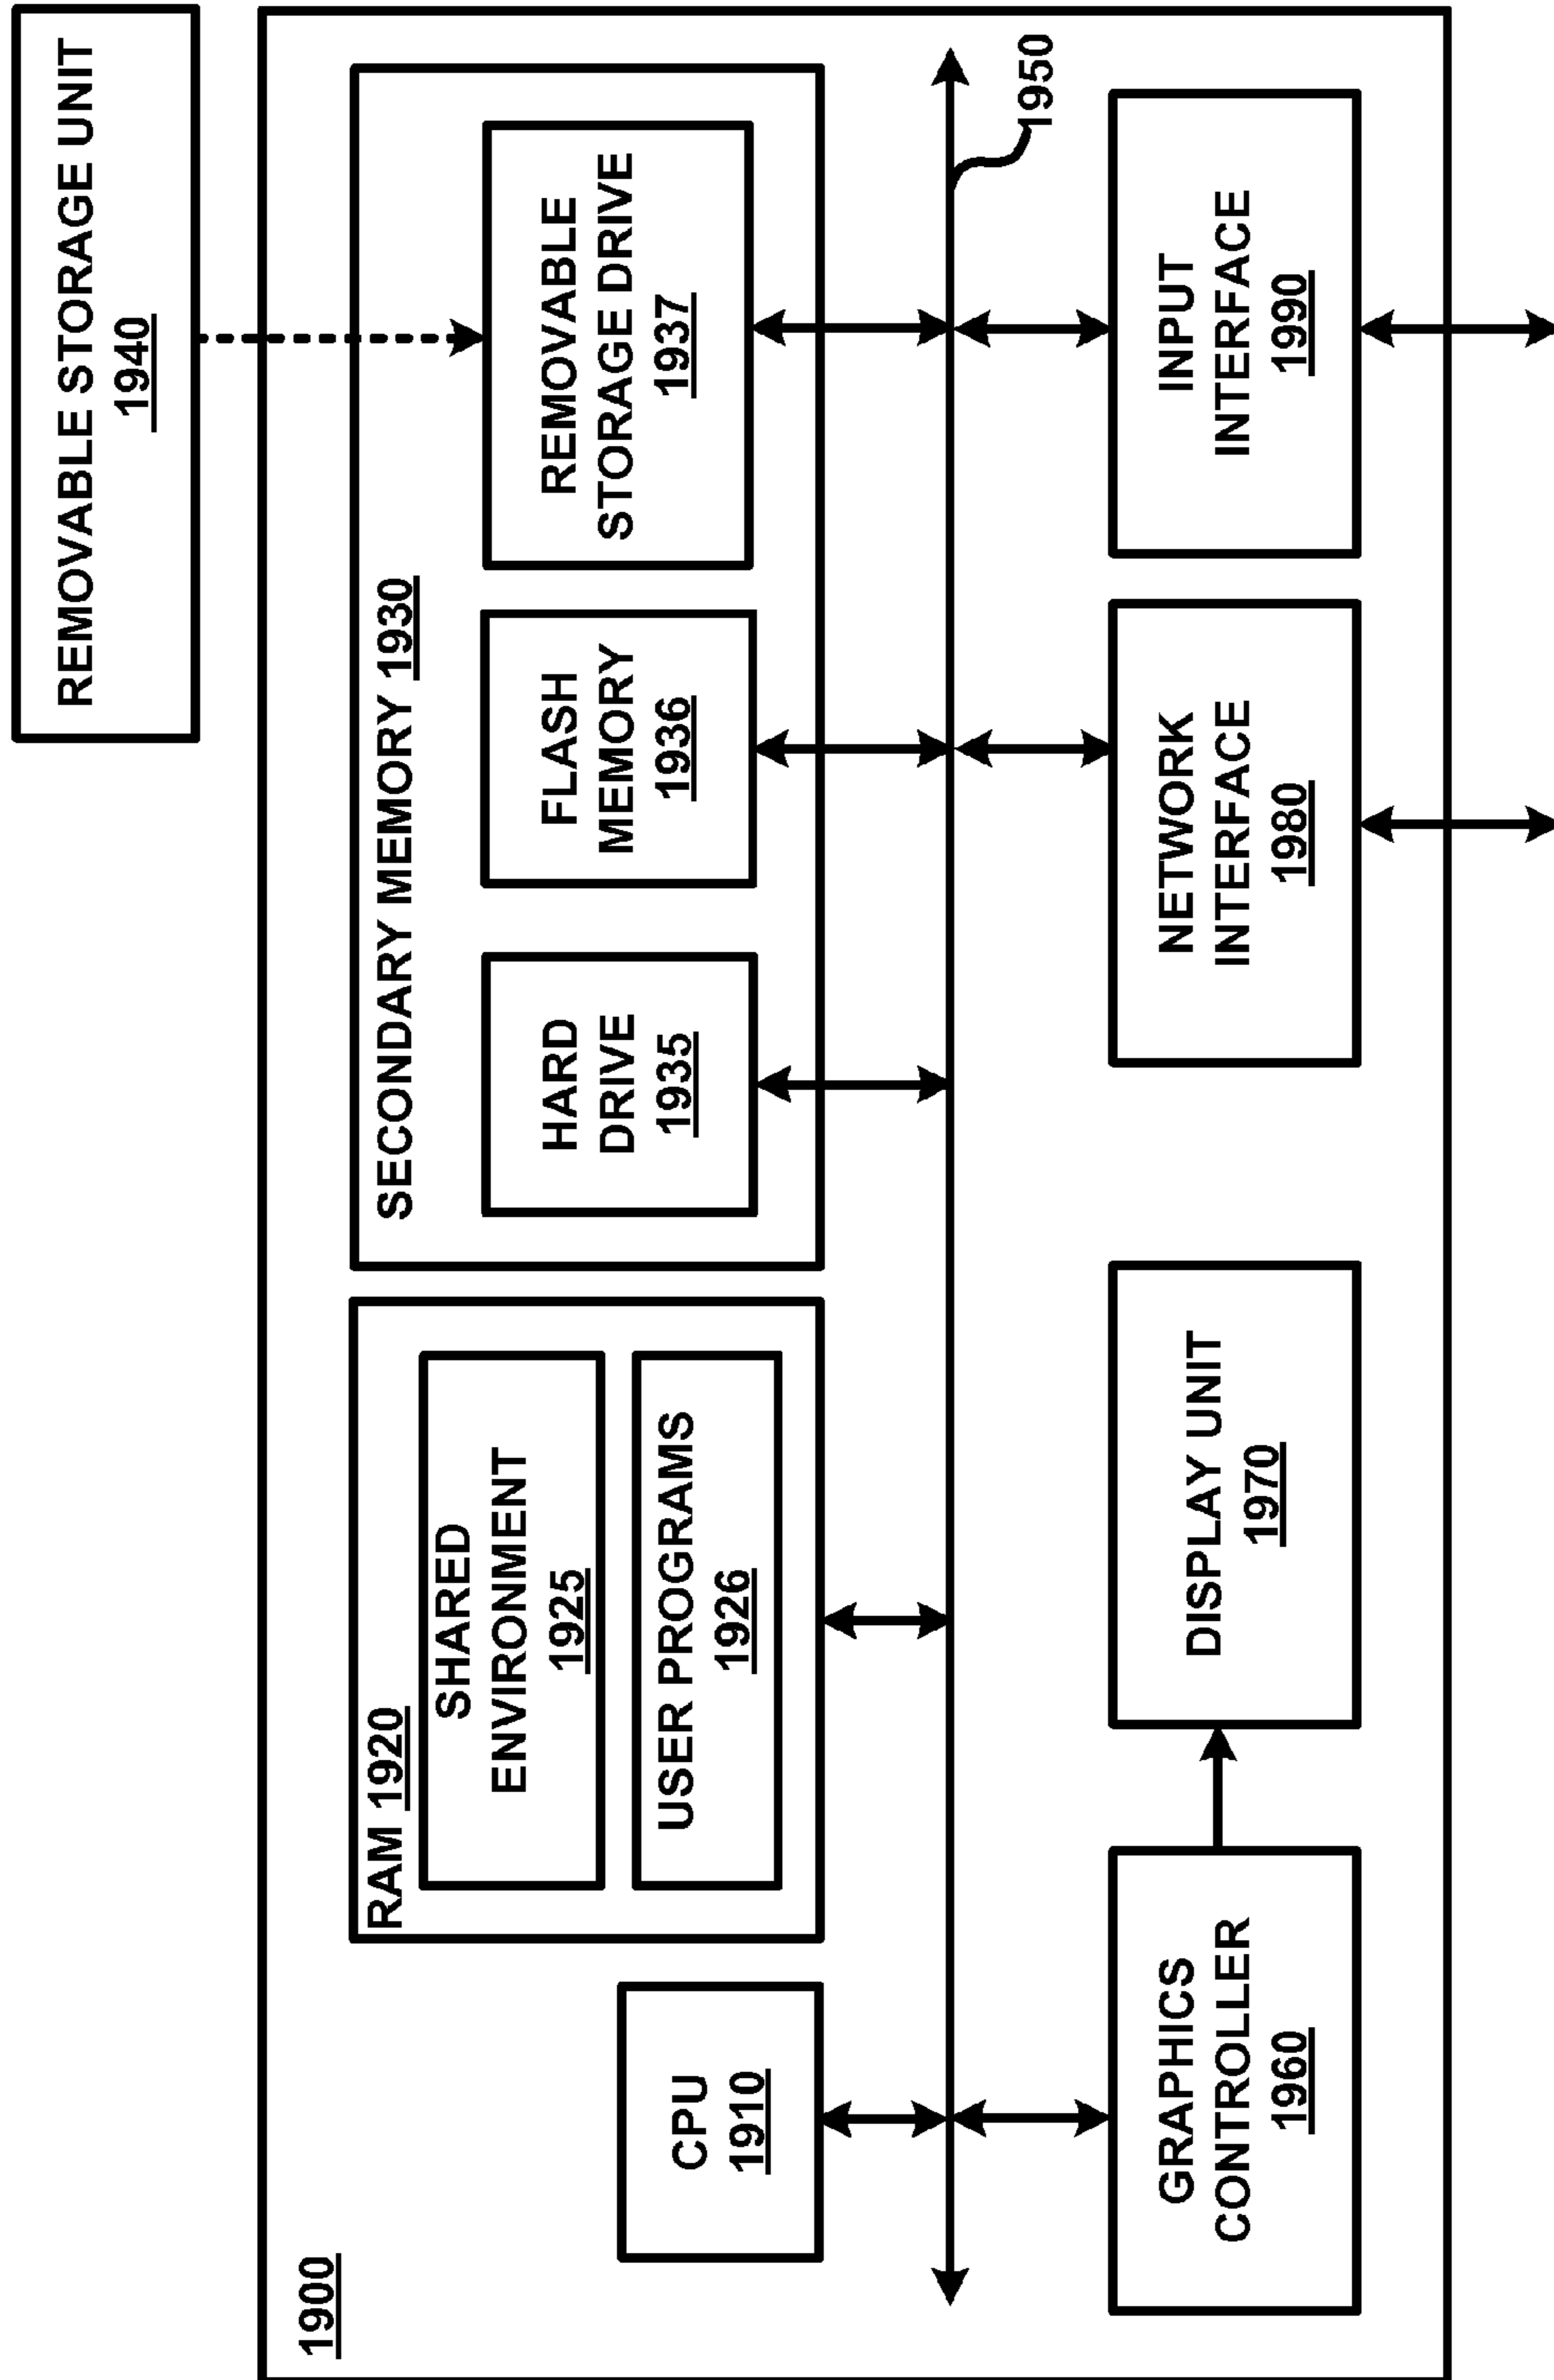 REMOVABLE STORAGE UNIT
1940
1900
RAM 1920
SHARED
ENVIRONMENT
1925
USER PROGRAMS
1926
SECONDARY MEMORY 1930
CPU
1910
HARD
DRIVE
1935
FLASH
MEMORY
1936
REMOVABLE
STORAGE DRIVE
1937
1950
GRAPHICS
CONTROLLER
1960
DISPLAY UNIT
1970
NETWORK
INTERFACE
1980
INPUT
INTERFACE
1990